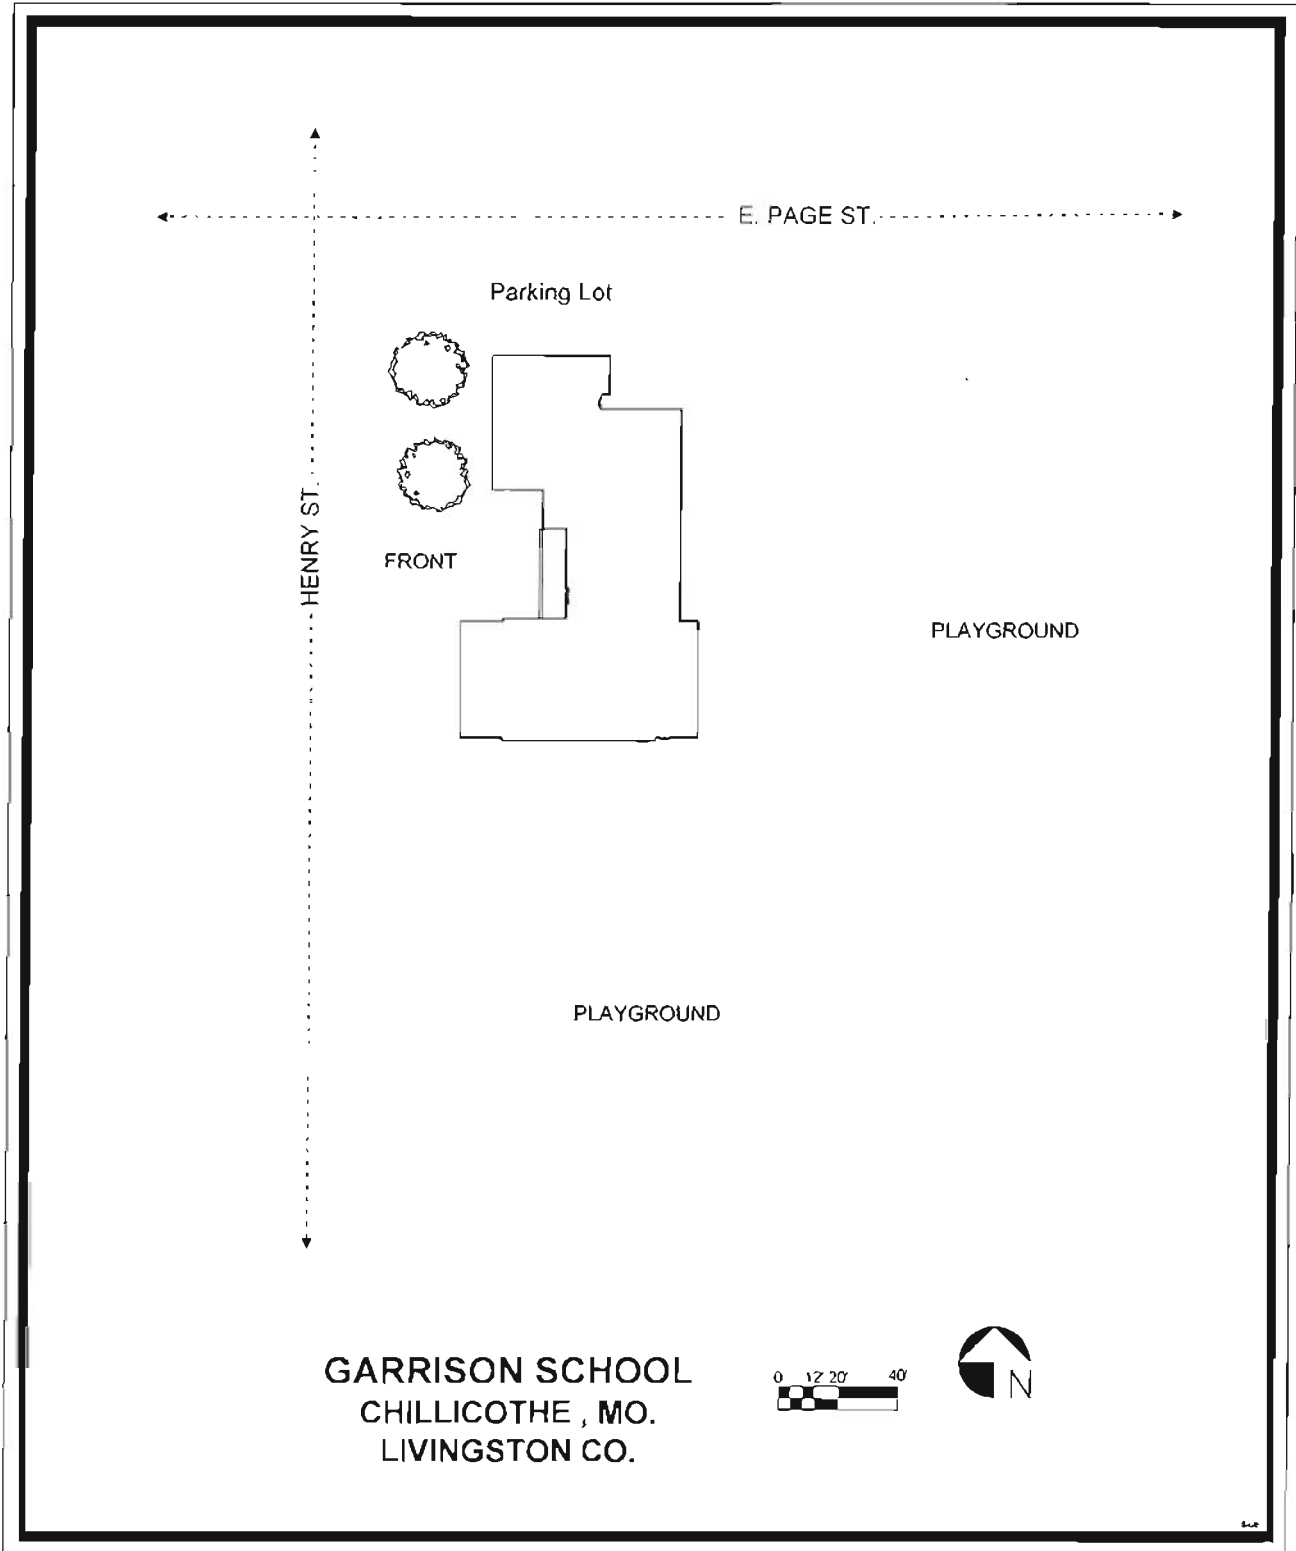 E. PAGE ST.
Parking Lot
HENRY ST.
FRONT
PLAYGROUND
PLAYGROUND
GARRISON SCHOOL
CHILLICOTHE , MO.
LIVINGSTON CO.
0 12' 20' 40'
N